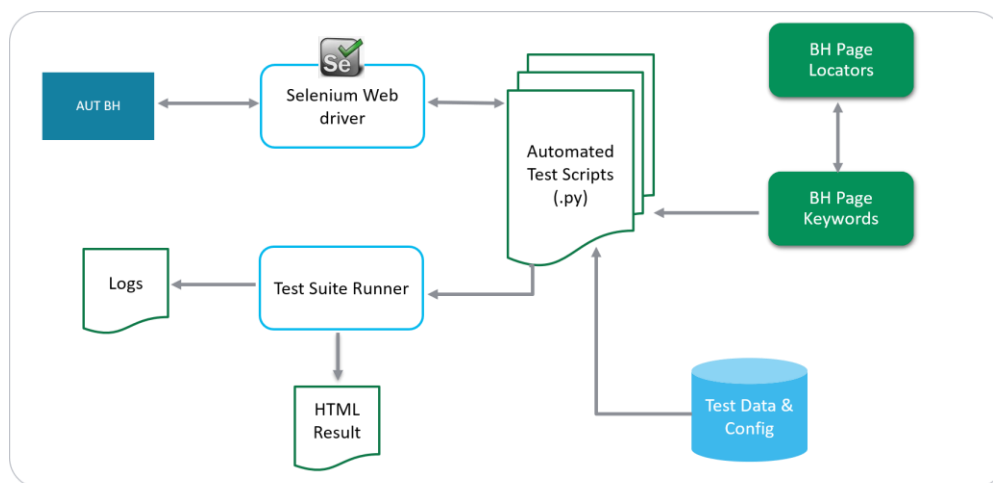 Se
AUT BH
Selenium Web
driver
Automated
Test Scripts
(.py)
BH Page
Locators
BH Page
Keywords
Logs
Test Suite Runner
HTML
Result
Test Data &
Config